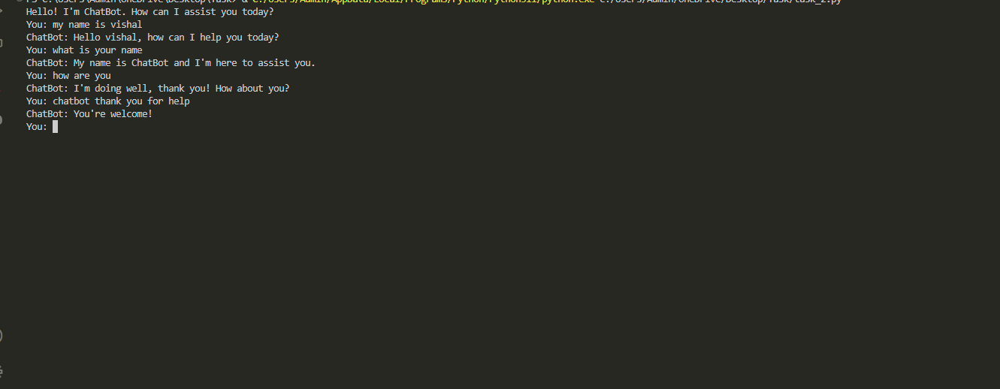 PS C:\Users\Admin\OneDrive\Desktop\Task> & C:/Users/Admin/AppData/Local/Programs/Python/Python311/python.exe c:/Users/Admin/OneDrive/Desktop/Task/task_2.py
Hello! I'm ChatBot. How can I assist you today?
You: my name is vishal
ChatBot: Hello vishal, how can I help you today?
You: what is your name
ChatBot: My name is ChatBot and I'm here to assist you.
You: how are you
ChatBot: I'm doing well, thank you! How about you?
You: chatbot thank you for help
ChatBot: You're welcome!
You: